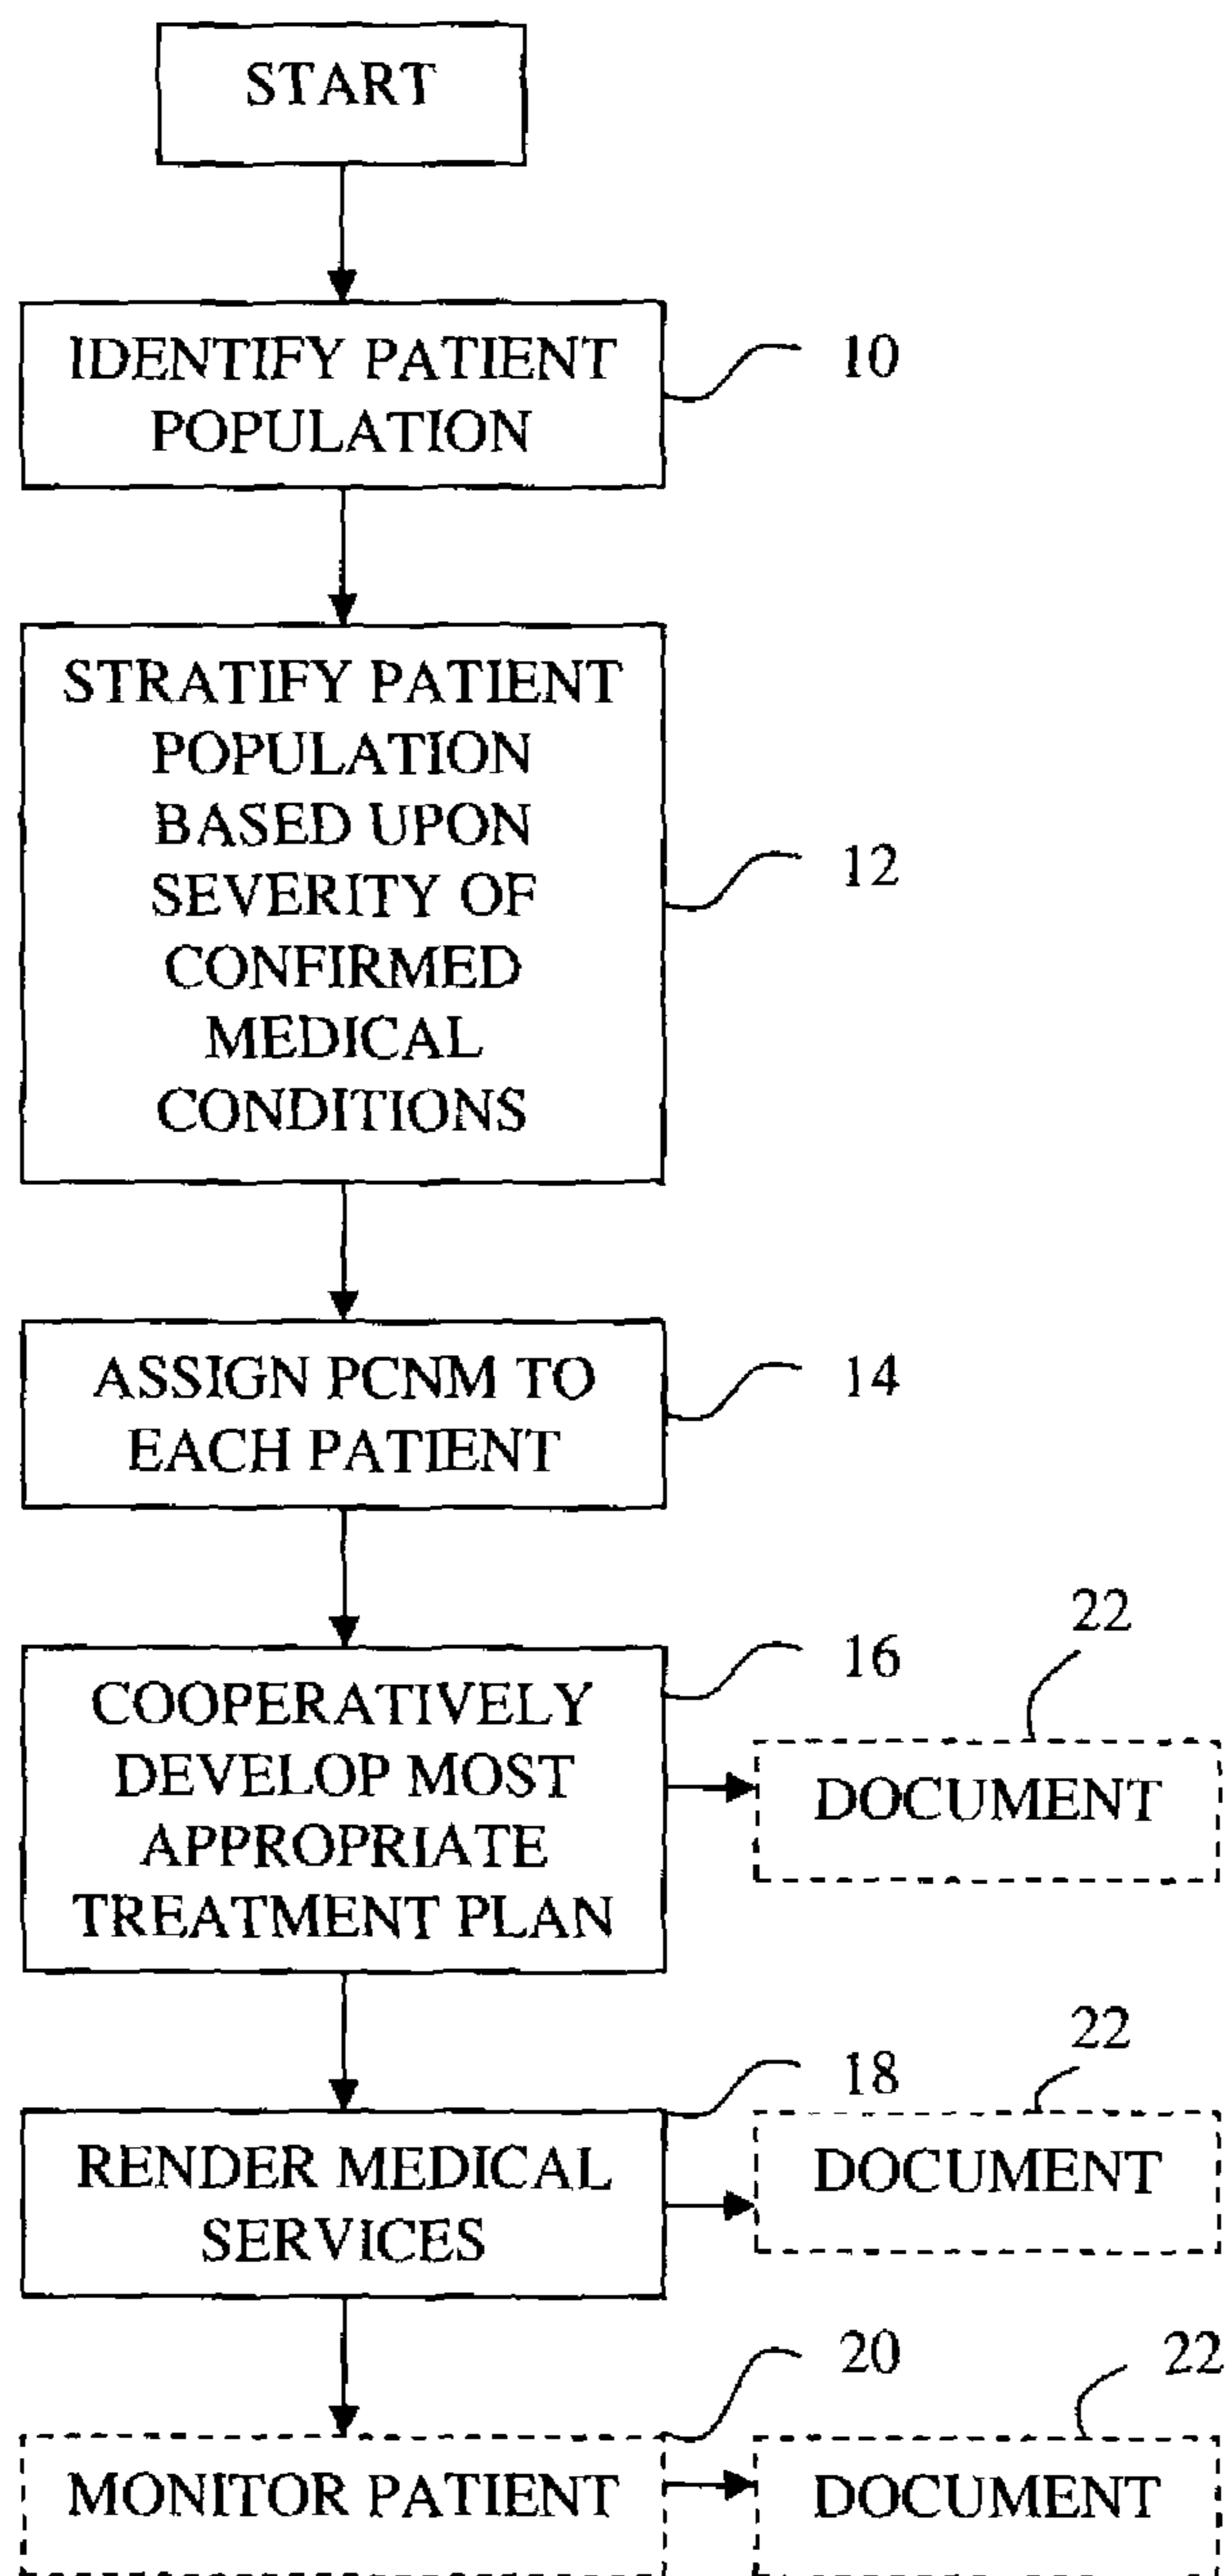 START
IDENTIFY PATIENT
POPULATION
10
STRATIFY PATIENT
POPULATION
BASED UPON
SEVERITY OF
CONFIRMED
MEDICAL
CONDITIONS
12
ASSIGN PCNM TO
EACH PATIENT
14
COOPERATIVELY
DEVELOP MOST
APPROPRIATE
TREATMENT PLAN
16
22
DOCUMENT
RENDER MEDICAL
SERVICES
18
22
DOCUMENT
MONITOR PATIENT
20
22
DOCUMENT